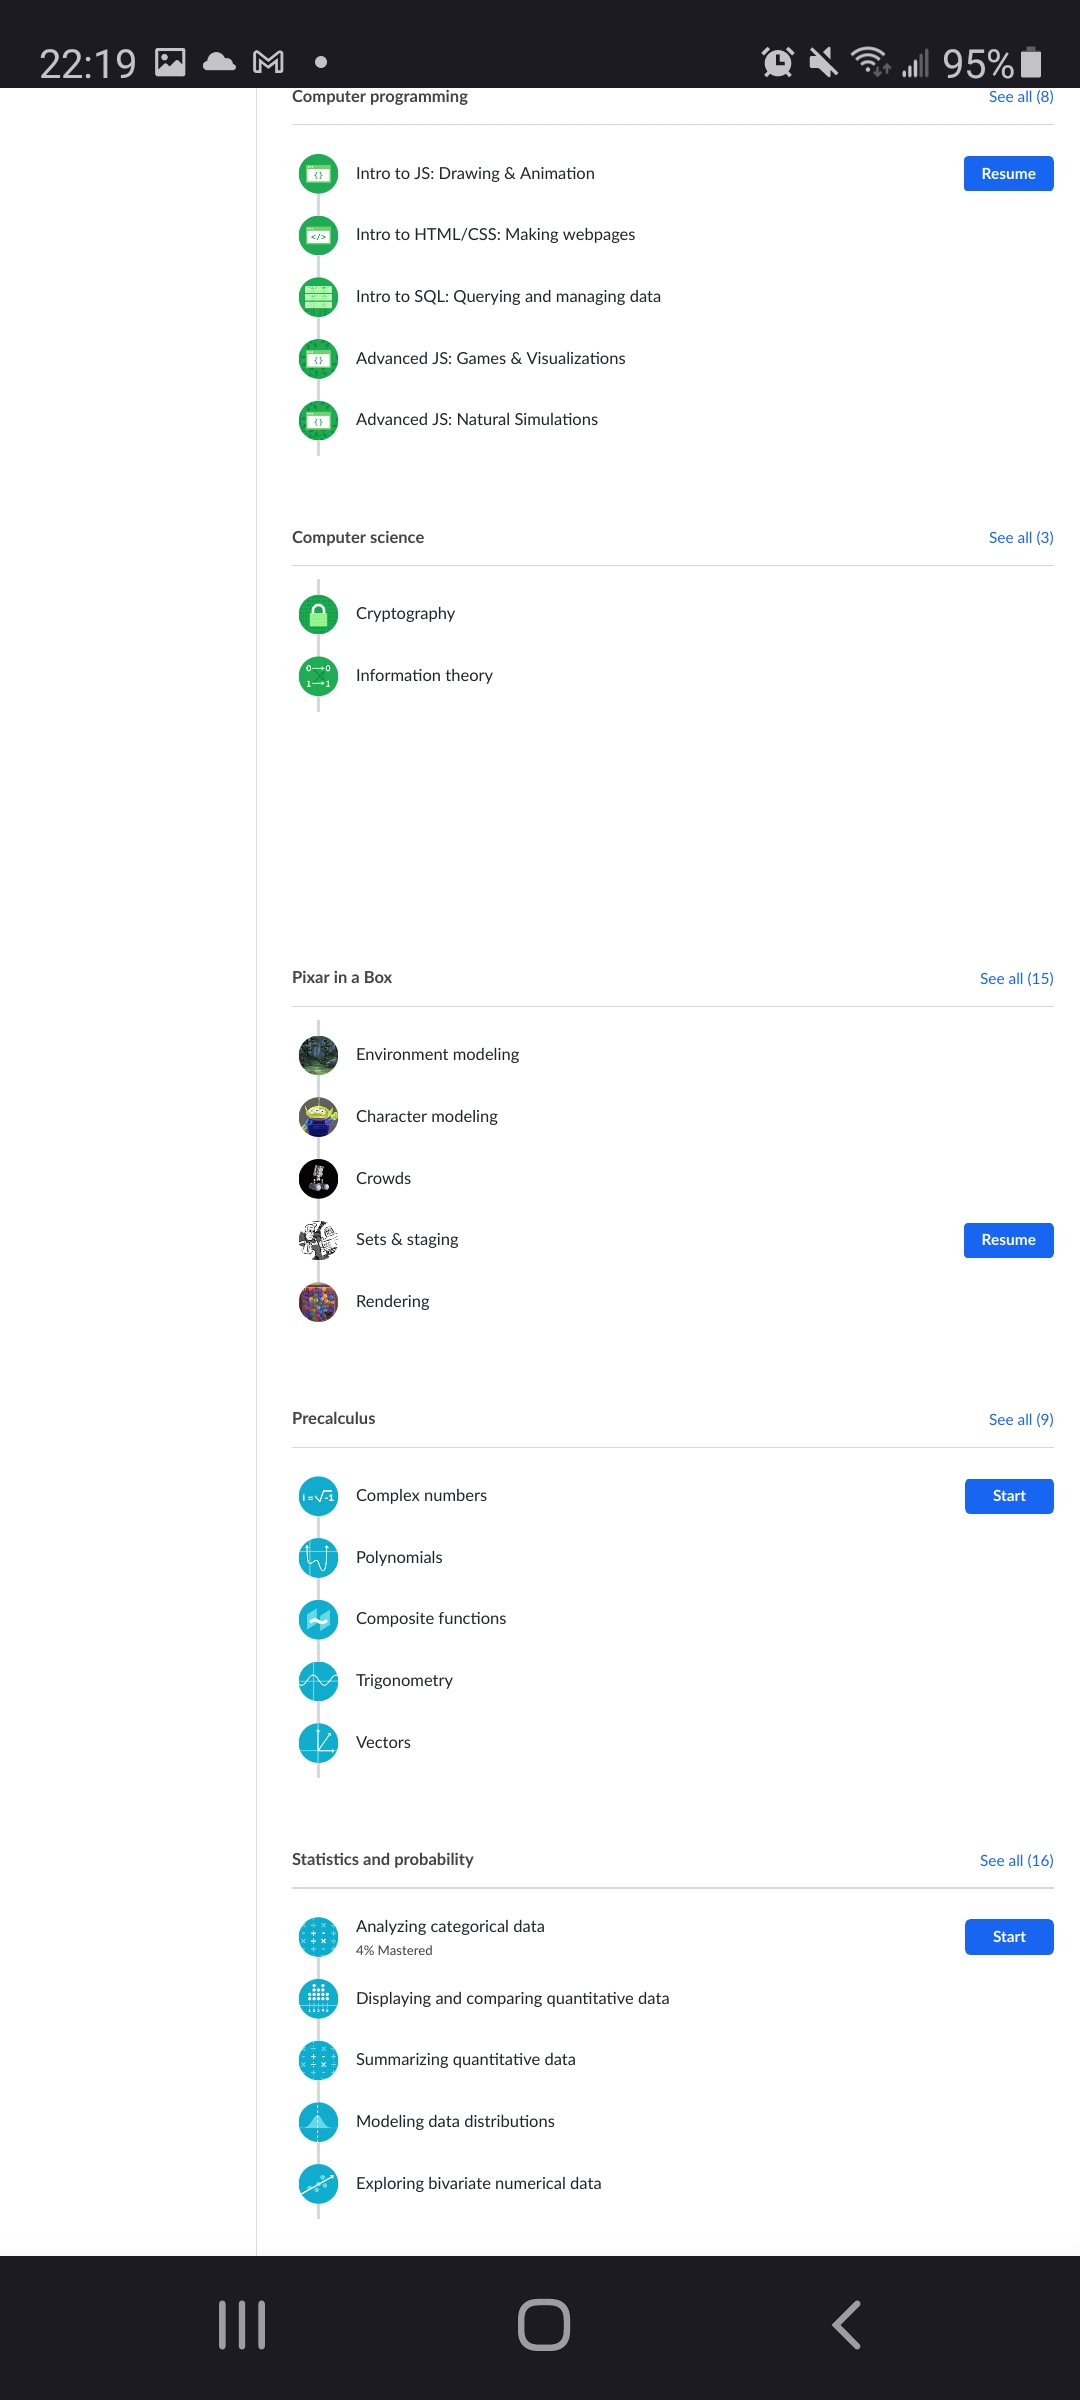 22:19
95%
Computer programming
See all (8)
Intro to JS: Drawing & Animation
Resume
Intro to HTML/CSS: Making webpages
Intro to SQL: Querying and managing data
Advanced JS: Games & Visualizations
Advanced JS: Natural Simulations
Computer science
See all (3)
Cryptography
Information theory
Pixar in a Box
See all (15)
Environment modeling
Character modeling
Crowds
Sets & staging
Resume
Rendering
Precalculus
See all (9)
i=√-1
Complex numbers
Start
Polynomials
Composite functions
Trigonometry
Vectors
Statistics and probability
See all (16)
Analyzing categorical data
Start
4% Mastered
Displaying and comparing quantitative data
Summarizing quantitative data
Modeling data distributions
Exploring bivariate numerical data